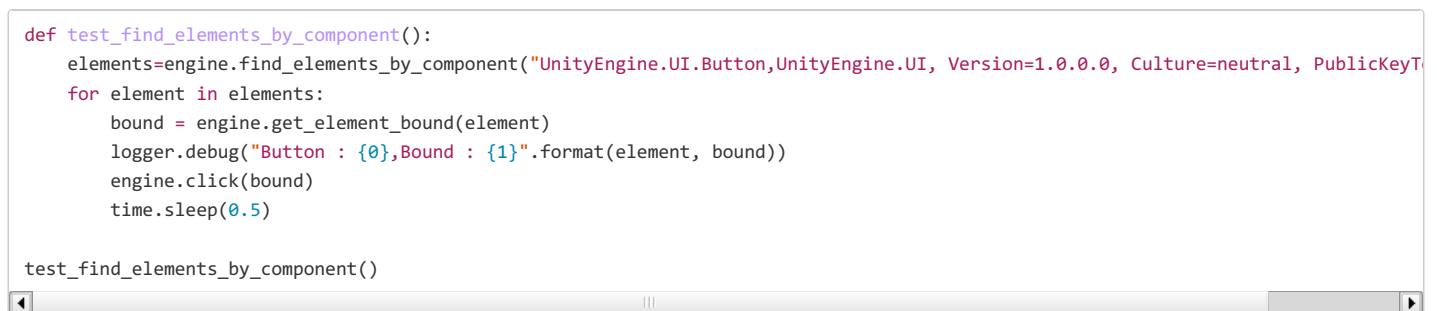 def test_find_elements_by_component():
    elements=engine.find_elements_by_component("UnityEngine.UI.Button,UnityEngine.UI, Version=1.0.0.0, Culture=neutral, PublicKeyT
    for element in elements:
        bound = engine.get_element_bound(element)
        logger.debug("Button : {0},Bound : {1}".format(element, bound))
        engine.click(bound)
        time.sleep(0.5)
test_find_elements_by_component()